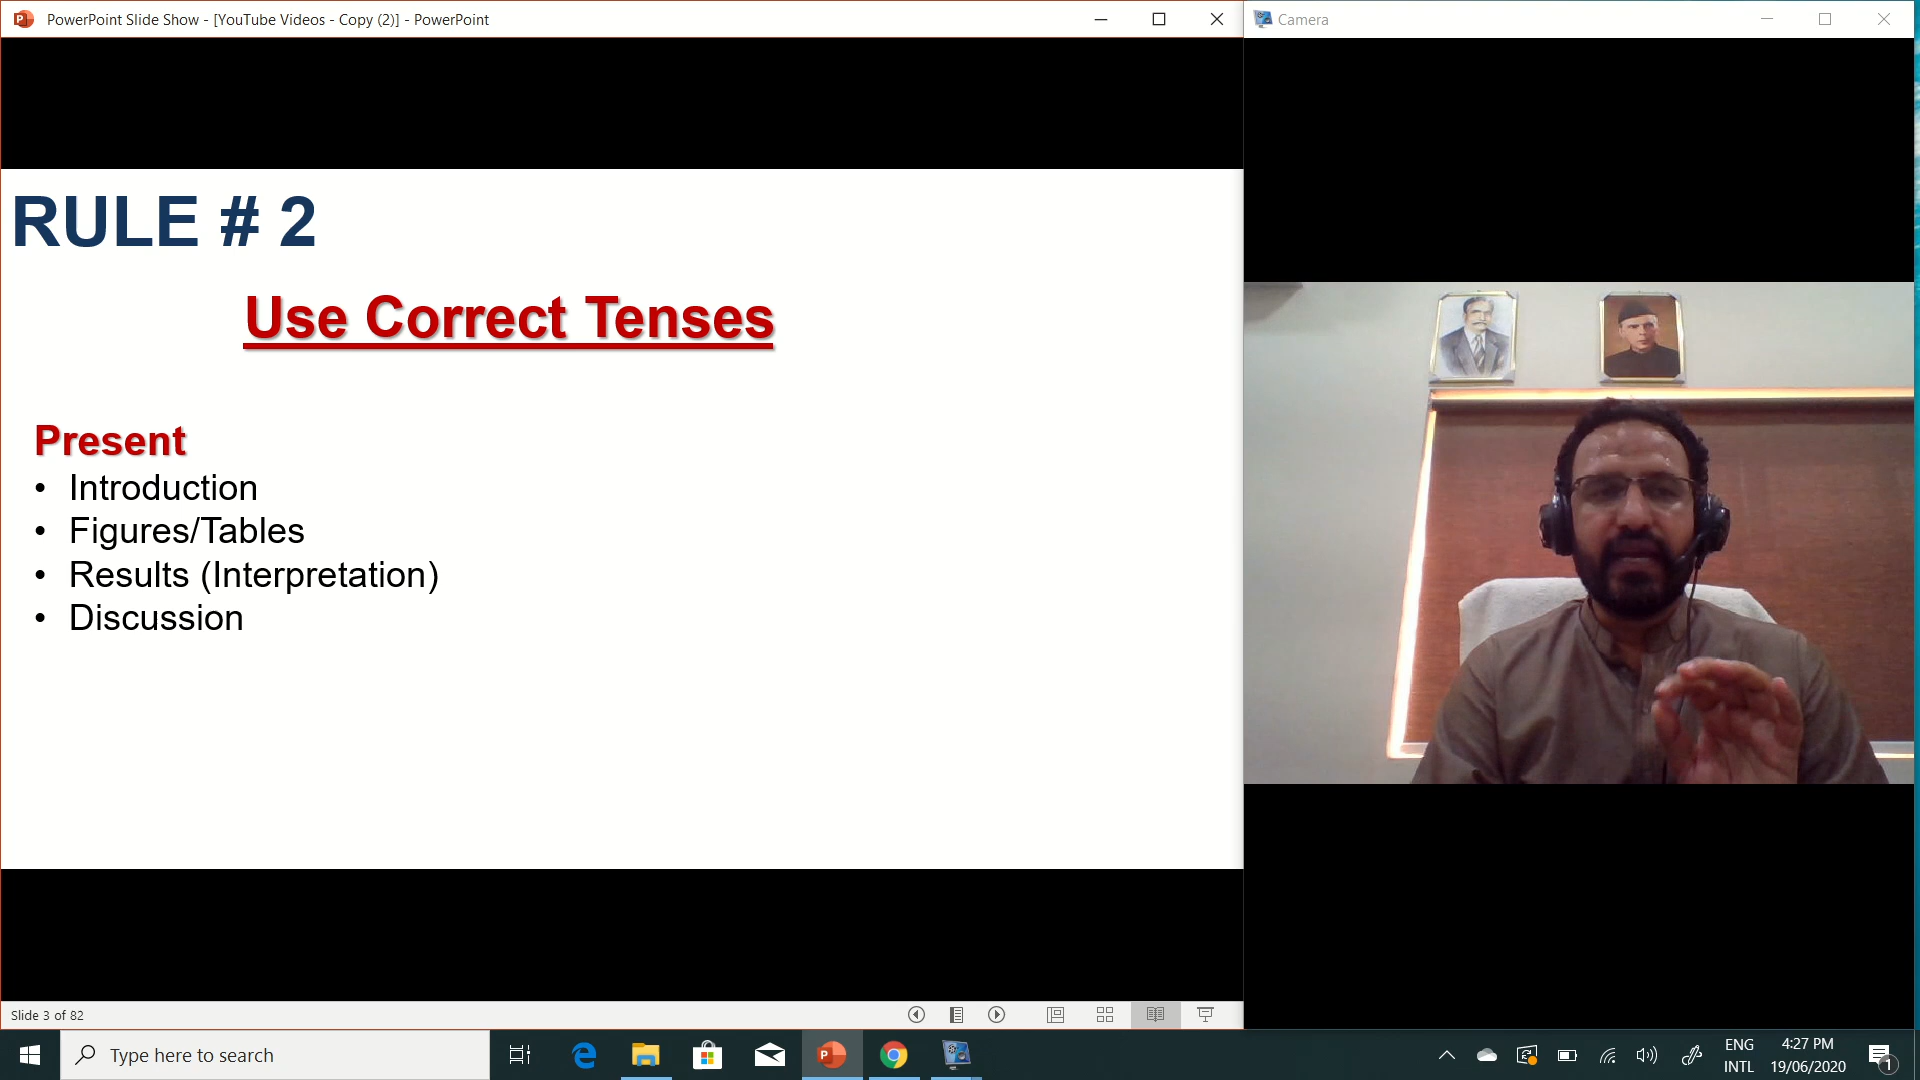 PowerPoint Slide Show - [YouTube Videos - Copy (2)] - PowerPoint
Camera
RULE # 2
Use Correct Tenses
Present
• Introduction
• Figures/Tables
• Results (Interpretation)
• Discussion
Slide 3 of 82
Type here to search
ENG
INTL
4:27 PM
19/06/2020
1